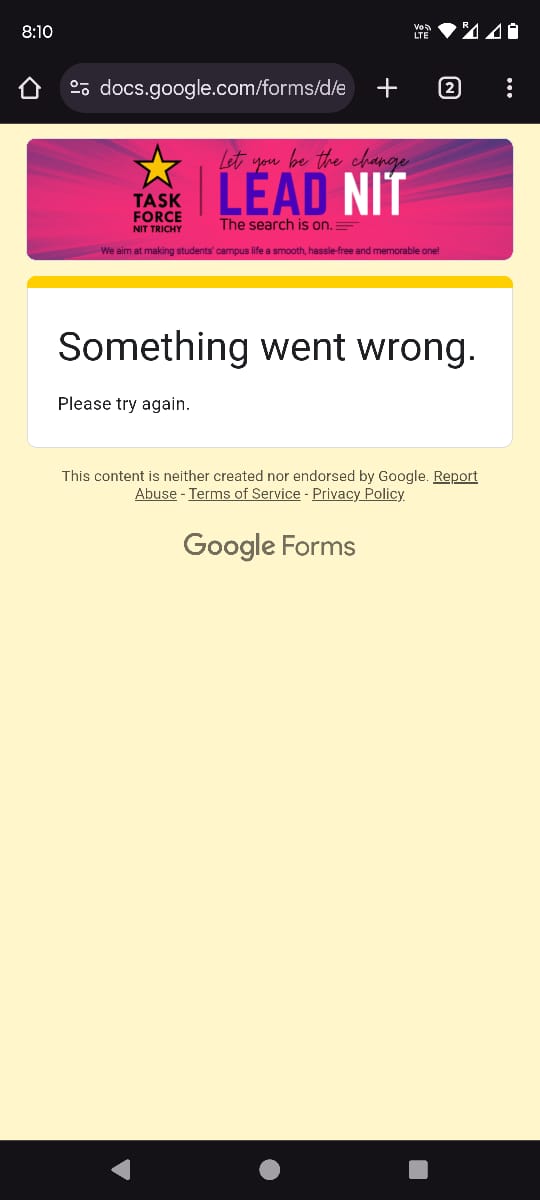 8:10
Vo
LTE
R
docs.google.com/forms/d/e
2
Let you be the change
TASK
FORCE
NIT TRICHY
LEAD NIT
The search is on.
We aim at making students' campus life a smooth, hassle-free and memorable one!
Something went wrong.
Please try again.
This content is neither created nor endorsed by Google. Report
Abuse - Terms of Service - Privacy Policy
Google Forms